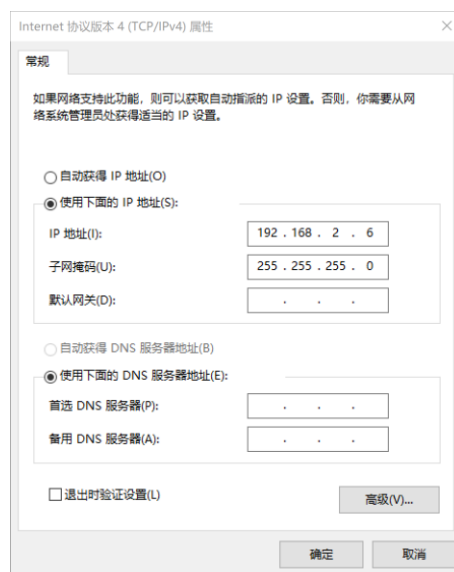 Internet 协议版本 4 (TCP/IPv4) 属性
常规
如果网络支持此功能，则可以获取自动指派的 IP 设置。否则，你需要从网
络系统管理员处获得适当的 IP 设置。
自动获得 IP 地址(O)
使用下面的 IP 地址(S):
IP 地址(I): 192 . 168 . 2 . 6
子网掩码(U): 255 . 255 . 255 . 0
默认网关(D): . . .
自动获得 DNS 服务器地址(B)
使用下面的 DNS 服务器地址(E):
首选 DNS 服务器(P): . . .
备用 DNS 服务器(A): . . .
退出时验证设置(L) 高级(V)...
确定 取消